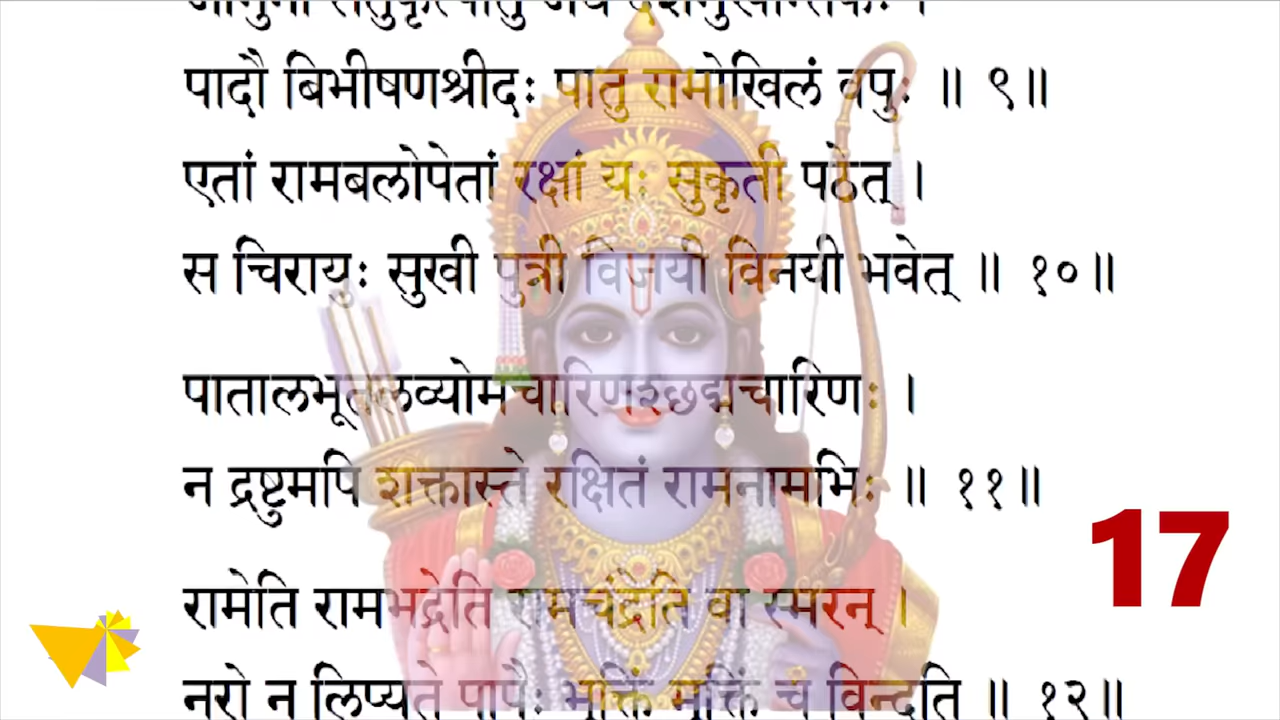 पादौ बिभीषणश्रीदः पातु रामोखिलं वपुः ॥ ९॥
एतां रामबलोपेतां रक्षां यः सुकृती पठेत् ।
स चिरायुः सुखी पुत्री विजयी विनयी भवेत् ॥ १०॥
पातालभूतलव्योमचारिणश्छद्मचारिणः ।
न द्रष्टुमपि शक्तास्ते रक्षितं रामनामभिः ॥ ११॥
रामेति रामभद्रेति रामचंद्रेति वा स्मरन् ।
नरो न लिप्यते पापैः भुक्तिं मुक्तिं च विन्दति ॥ १२॥
17